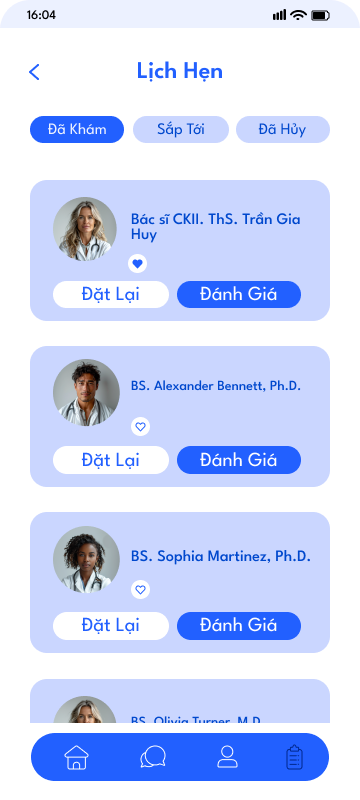 16:04
Lịch Hẹn
Đã Khám
Sắp Tới
Đã Hủy
Bác sĩ CKII. ThS. Trần Gia
Huy
Đặt Lại
Đánh Giá
BS. Alexander Bennett, Ph.D.
Đặt Lại
Đánh Giá
BS. Sophia Martinez, Ph.D.
Đặt Lại
Đánh Giá
BS. Olivia Turner, M.D.